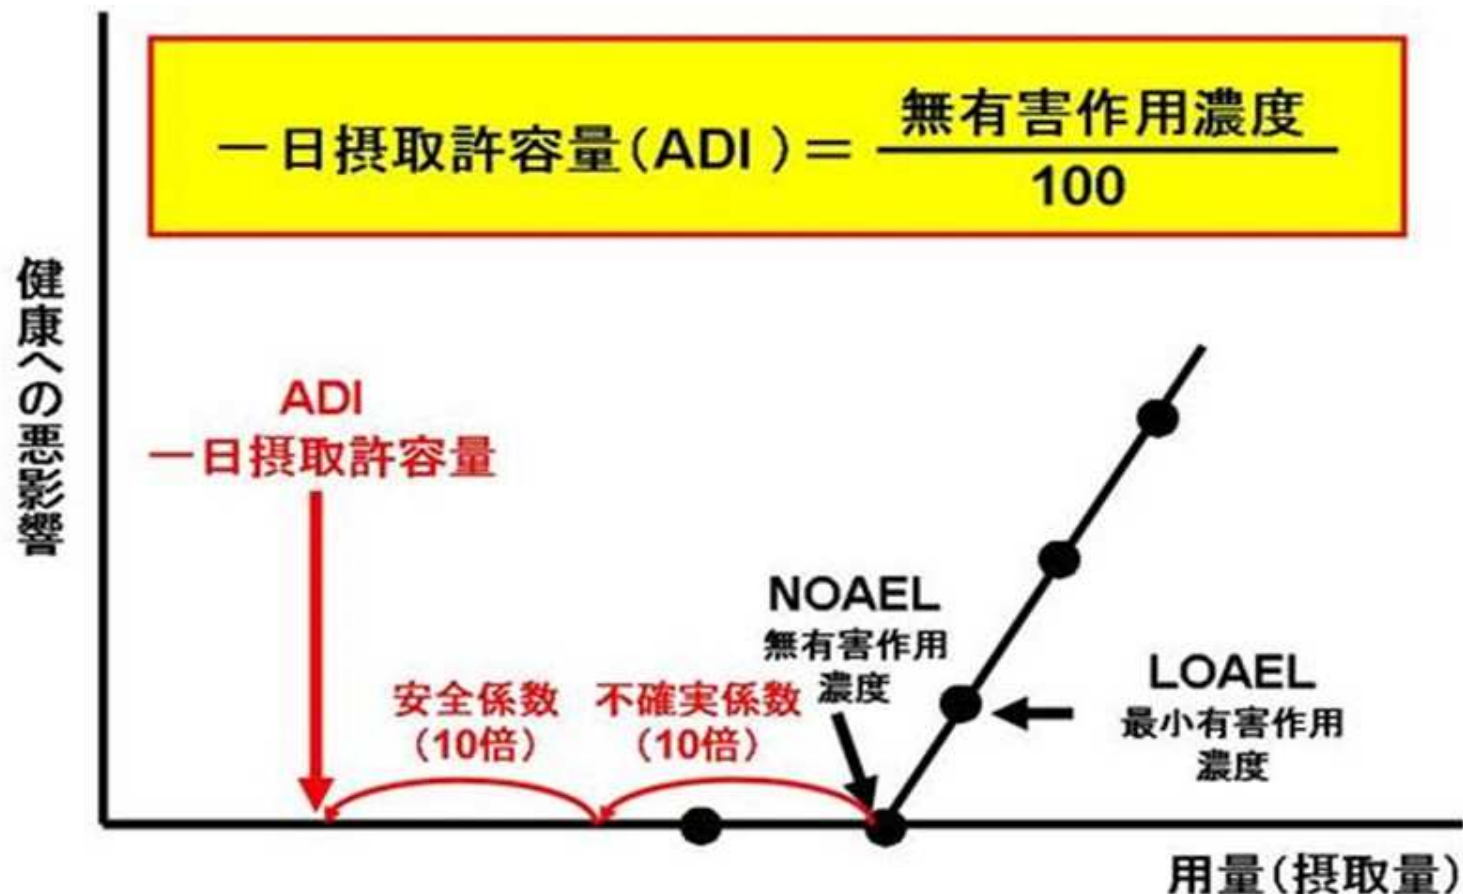 一日摂取許容量(ADI)＝
無有害作用濃度
100
健康への悪影響
ADI
一日摂取許容量
NOAEL
無有害作用
濃度
LOAEL
最小有害作用
濃度
安全係数
(10倍)
不確実係数
(10倍)
用量(摂取量)